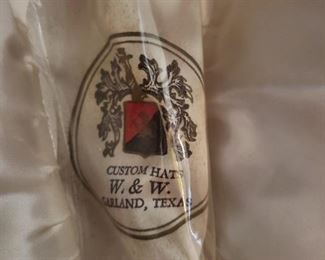 CUSTOM HATS
W. & W.
GARLAND, TEXAS